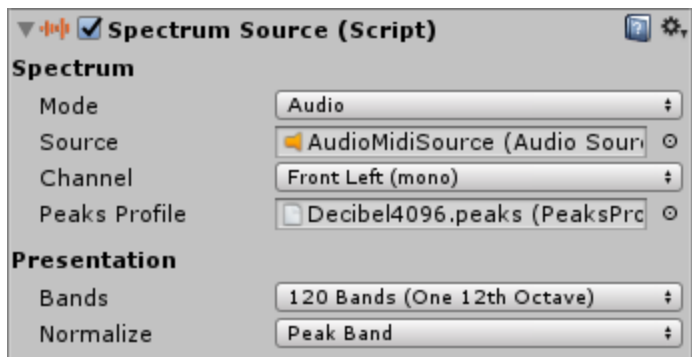 Spectrum Source (Script)
Spectrum
Mode Audio
Source AudioMidiSource (Audio Sour
Channel Front Left (mono)
Peaks Profile Decibel4096.peaks (PeaksPro
Presentation
Bands 120 Bands (One 12th Octave)
Normalize Peak Band